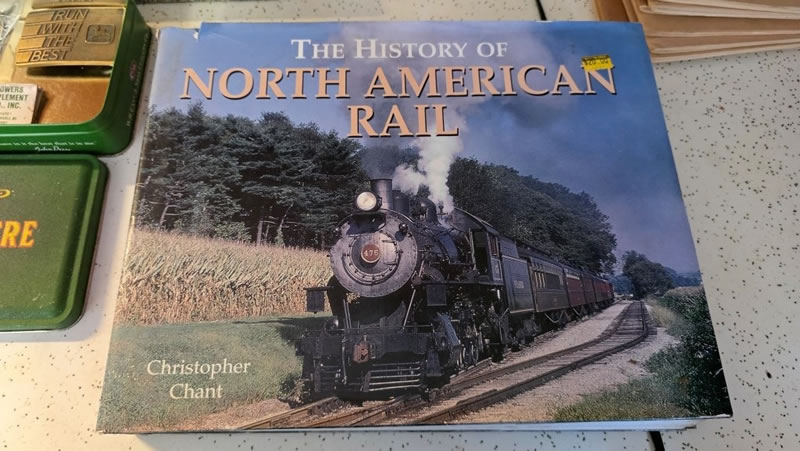 THE HISTORY OF
NORTH AMERICAN
RAIL
475
Christopher
Chant
RUN
WITH
THE
BEST